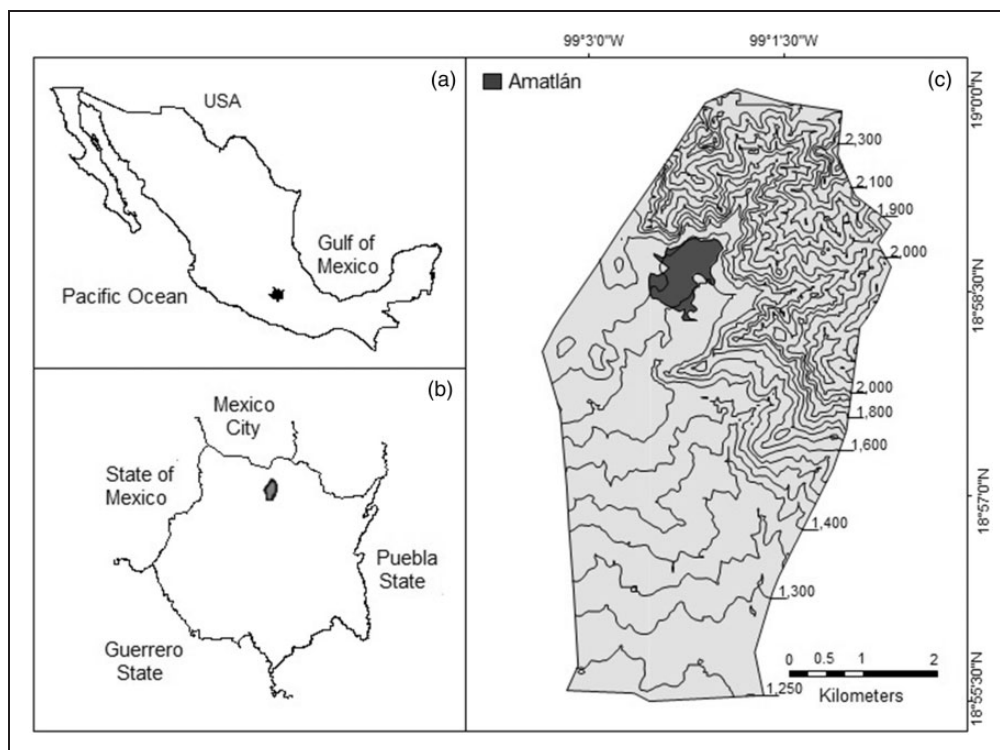 (a)
USA
Gulf of
Mexico
Pacific Ocean
(b)
Mexico
City
State of
Mexico
Puebla
State
Guerrero
State
99°3'0"W
99°1'30"W
Amatlán
(c)
19°0'0"N
2,300
2,100
1,900
2,000
18°58'30"N
2,000
1,800
1,600
18°57'0"N
1,400
1,300
0 0.5 1 2
Kilometers
1,250
18°55'30"N